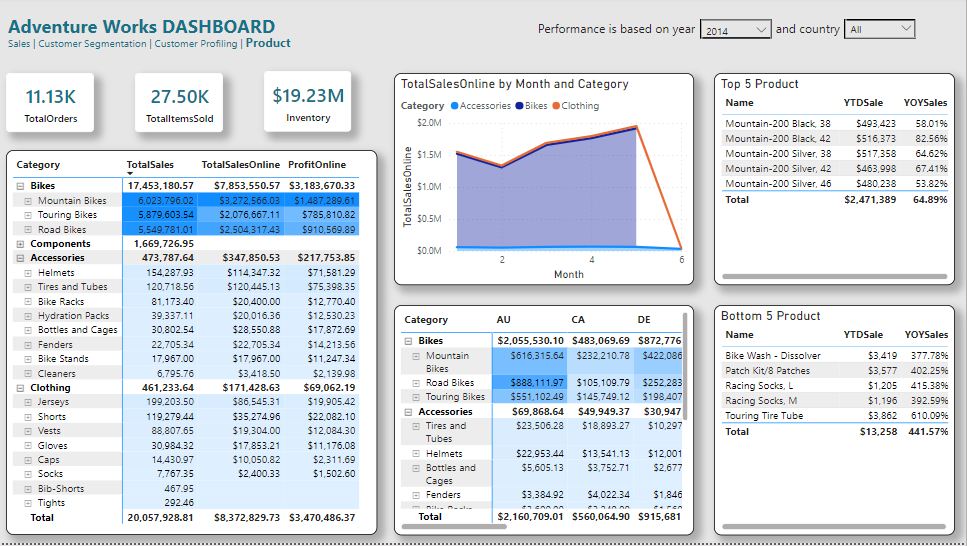 Adventure Works DASHBOARD
Sales | Customer Segmentation | Customer Profiling | Product
Performance is based on year 2014 and country All
11.13K
TotalOrders
27.50K
TotalItemsSold
$19.23M
Inventory
Category TotalSales TotalSalesOnline ProfitOnline
Bikes 17,453,180.57 $7,853,550.57 $3,183,670.33
Mountain Bikes 6,023,796.02 $3,272,566.03 $1,487,289.61
Touring Bikes 5,879,603.54 $2,076,667.11 $785,810.82
Road Bikes 5,549,781.01 $2,504,317.43 $910,569.89
Components 1,669,726.95
Accessories 473,787.64 $347,850.53 $217,753.85
Helmets 154,287.93 $114,347.32 $71,581.29
Tires and Tubes 120,718.56 $120,445.13 $75,398.35
Bike Racks 81,173.40 $20,400.00 $12,770.40
Hydration Packs 39,337.11 $20,016.36 $12,530.23
Bottles and Cages 30,802.54 $28,550.88 $17,872.69
Fenders 22,705.34 $22,705.34 $14,213.56
Bike Stands 17,967.00 $17,967.00 $11,247.34
Cleaners 6,795.76 $3,418.50 $2,139.98
Clothing 461,233.64 $171,428.63 $69,062.19
Jerseys 199,203.50 $86,545.31 $19,905.42
Shorts 119,279.44 $35,274.96 $22,082.10
Vests 88,807.65 $19,304.00 $12,084.30
Gloves 30,984.32 $17,853.21 $11,176.08
Caps 14,430.97 $10,050.82 $2,311.69
Socks 7,767.35 $2,400.33 $1,502.60
Bib-Shorts 467.95
Tights 292.46
Total 20,057,928.81 $8,372,829.73 $3,470,486.37
TotalSalesOnline by Month and Category
Category Accessories Bikes Clothing
TotalSalesOnline
$2.0M
$1.5M
$1.0M
$0.5M
$0.0M
2 4 6
Month
Category AU CA DE
Bikes $2,055,530.10 $483,069.69 $872,776
Mountain Bikes $616,315.64 $232,210.78 $422,086
Road Bikes $888,111.97 $105,109.79 $252,283
Touring Bikes $551,102.49 $145,749.12 $198,407
Accessories $69,868.64 $49,949.37 $30,947
Tires and Tubes $23,506.28 $18,893.27 $10,297
Helmets $22,953.44 $13,541.13 $12,001
Bottles and Cages $5,605.13 $3,752.71 $2,677
Fenders $3,384.92 $4,022.34 $1,846
Total $2,160,709.01 $560,064.90 $915,681
Top 5 Product
Name YTDSale YOYSales
Mountain-200 Black, 38 $493,423 58.01%
Mountain-200 Black, 42 $516,373 82.56%
Mountain-200 Silver, 38 $517,358 64.62%
Mountain-200 Silver, 42 $463,998 67.41%
Mountain-200 Silver, 46 $480,238 53.82%
Total $2,471,389 64.89%
Bottom 5 Product
Name YTDSale YOYSales
Bike Wash - Dissolver $3,419 377.78%
Patch Kit/8 Patches $3,577 402.25%
Racing Socks, L $1,205 415.38%
Racing Socks, M $1,196 392.59%
Touring Tire Tube $3,862 610.09%
Total $13,258 441.57%